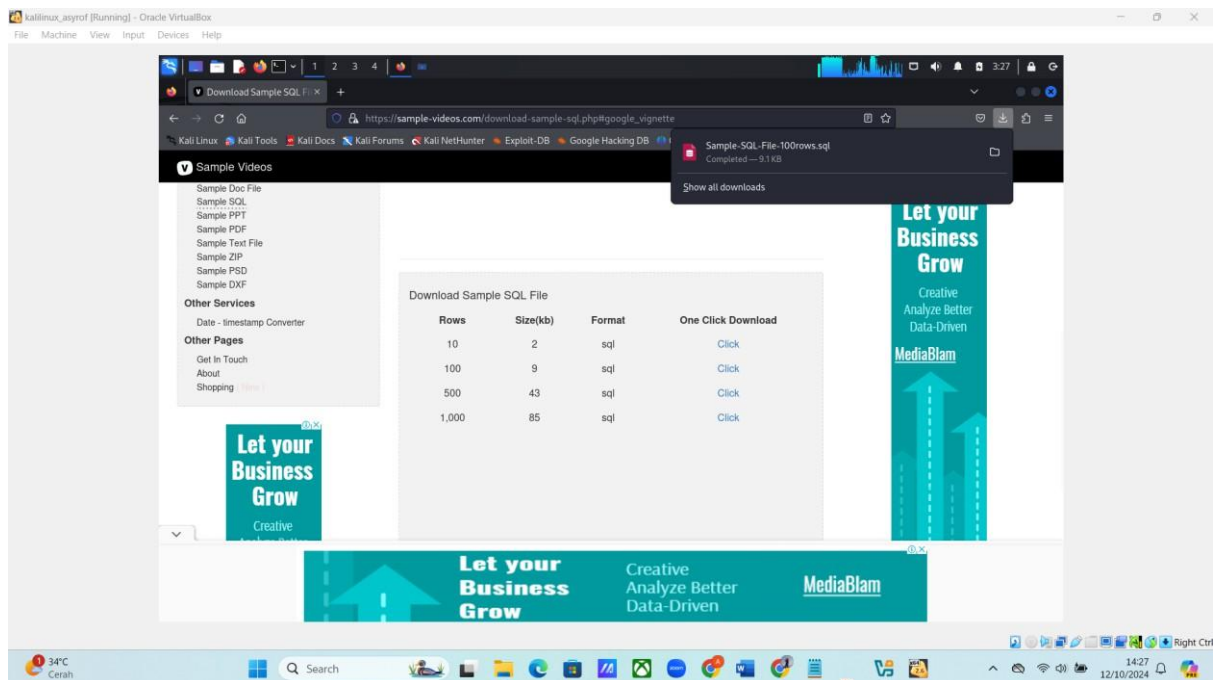 kalilinux_asyrof [Running] - Oracle VirtualBox
File Machine View Input Devices Help
1 2 3 4
3:27
Download Sample SQL Fi
https://sample-videos.com/download-sample-sql.php#google_vignette
Kali Linux Kali Tools Kali Docs Kali Forums Kali NetHunter Exploit-DB Google Hacking DB
Sample-SQL-File-100rows.sql
Completed — 9.1 KB
Show all downloads
Sample Videos
Sample Doc File
Sample SQL
Sample PPT
Sample PDF
Sample Text File
Sample ZIP
Sample PSD
Sample DXF
Other Services
Date - timestamp Converter
Other Pages
Get In Touch
About
Shopping
Download Sample SQL File
Rows Size(kb) Format One Click Download
10 2 sql Click
100 9 sql Click
500 43 sql Click
1,000 85 sql Click
Let your
Business
Grow
Creative
Analyze Better
Data-Driven
MediaBlam
Let your
Business
Grow
Creative
Let your
Business
Grow
Creative
Analyze Better
Data-Driven
MediaBlam
Right Ctrl
34°C
Cerah
Search
14:27
12/10/2024